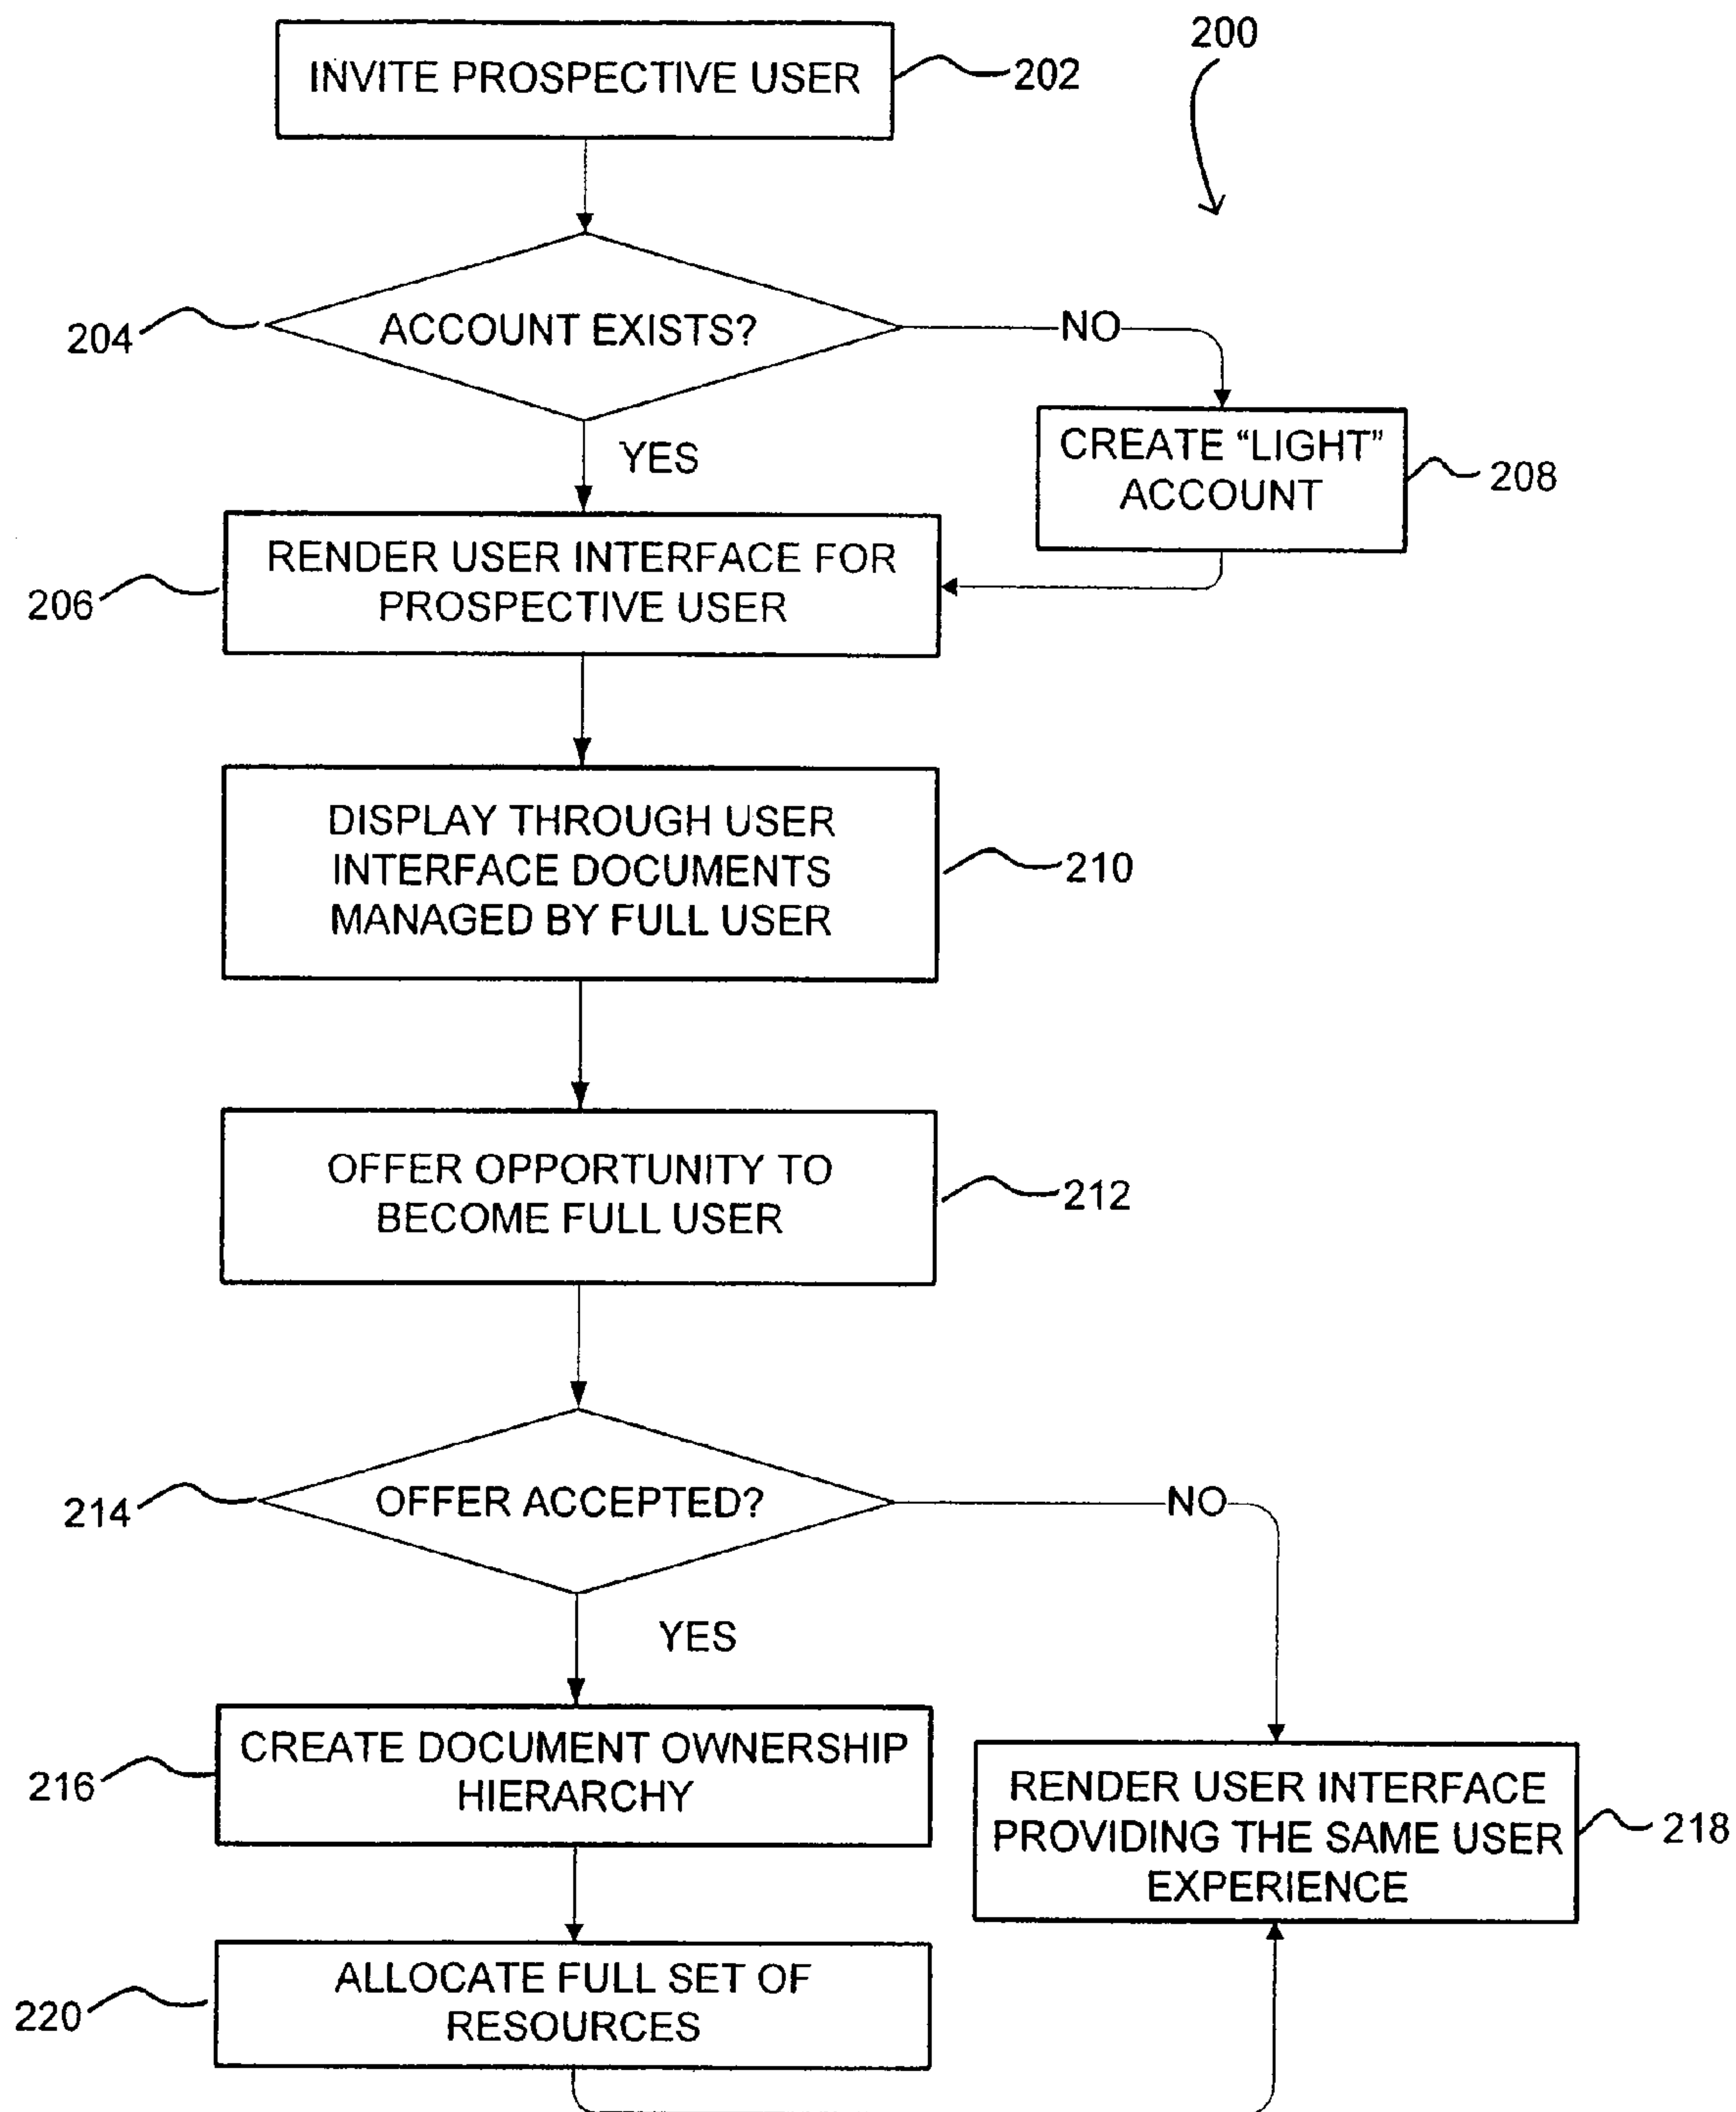 200
INVITE PROSPECTIVE USER
202
204
ACCOUNT EXISTS?
NO
YES
CREATE “LIGHT”
ACCOUNT
208
206
RENDER USER INTERFACE FOR
PROSPECTIVE USER
DISPLAY THROUGH USER
INTERFACE DOCUMENTS
MANAGED BY FULL USER
210
OFFER OPPORTUNITY TO
BECOME FULL USER
212
214
OFFER ACCEPTED?
NO
YES
216
CREATE DOCUMENT OWNERSHIP
HIERARCHY
RENDER USER INTERFACE
PROVIDING THE SAME USER
EXPERIENCE
218
220
ALLOCATE FULL SET OF
RESOURCES